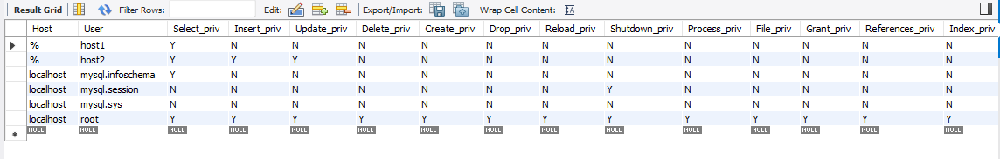 Result Grid Filter Rows: Edit: Export/Import: Wrap Cell Content: IA
Host User Select_priv Insert_priv Update_priv Delete_priv Create_priv Drop_priv Reload_priv Shutdown_priv Process_priv File_priv Grant_priv References_priv Index_priv
% host1 Y N N N N N N N N N N N N
% host2 Y Y Y N N N N N N N N N N
localhost mysql.infoschema Y N N N N N N N N N N N N
localhost mysql.session N N N N N N N Y N N N N N
localhost mysql.sys N N N N N N N N N N N N N
localhost root Y Y Y Y Y Y Y Y Y Y Y Y Y
NULL NULL NULL NULL NULL NULL NULL NULL NULL NULL NULL NULL NULL NULL NULL